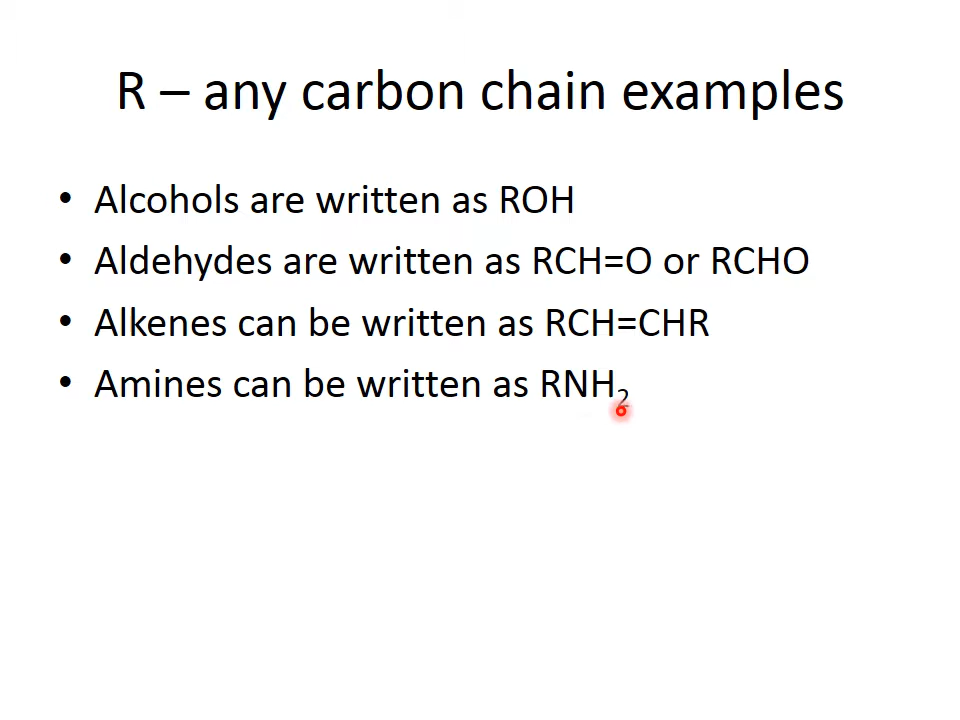 R – any carbon chain examples
• Alcohols are written as ROH
• Aldehydes are written as RCH=O or RCHO
• Alkenes can be written as RCH=CHR
• Amines can be written as RNH₂